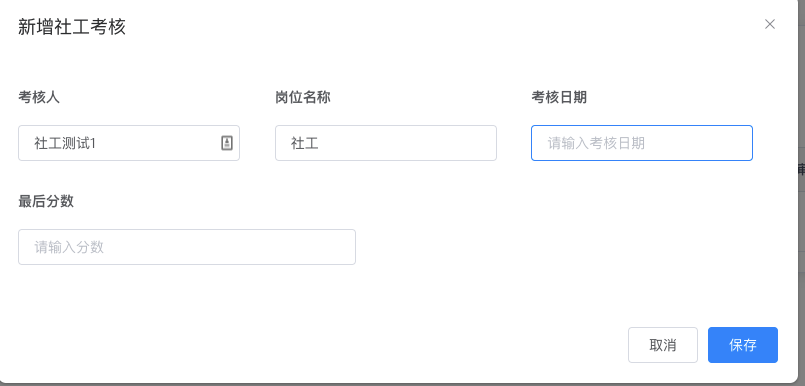 新增社工考核
考核人 岗位名称 考核日期
社工测试1 社工 请输入考核日期
最后分数
请输入分数
取消 保存